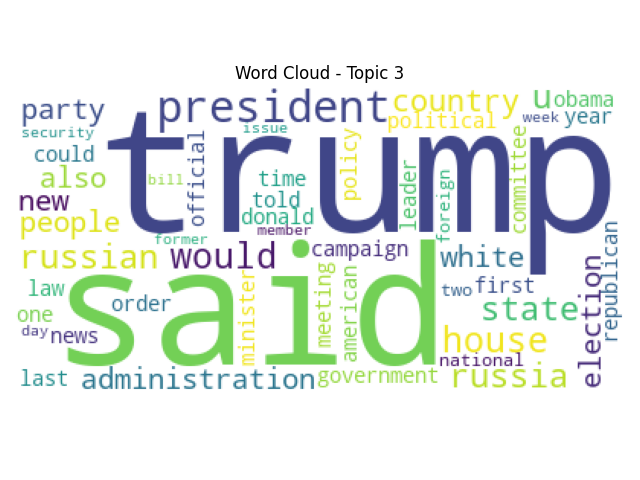 Word Cloud - Topic 3
party
president
country
u
obama
security
issue
political
week
year
trump
could
official
policy
committee
also
bill
time
leader
foreign
new
told
people
donald
former
member
republican
russian
would
campaign
white
said
law
order
minister
meeting
american
two
first
one
state
election
day
news
house
national
last
administration
government
russia